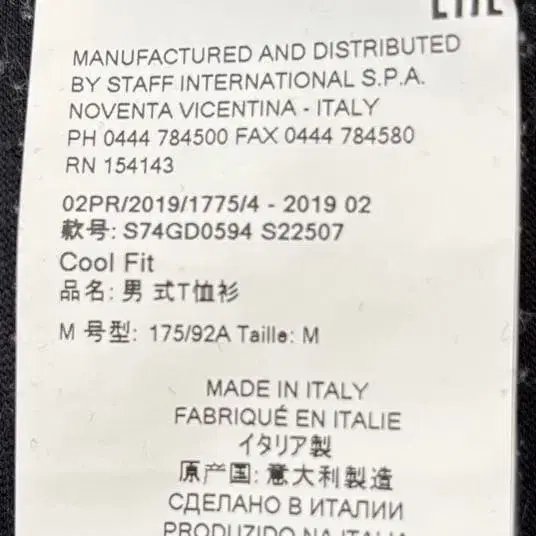 MANUFACTURED AND DISTRIBUTED
BY STAFF INTERNATIONAL S.P.A.
NOVENTA VICENTINA - ITALY
PH 0444 784500 FAX 0444 784580
RN 154143
02PR/2019/1775/4 - 2019 02
款号: S74GD0594 S22507
Cool Fit
品名: 男 式T恤衫
M 号型: 175/92A Taille: M
MADE IN ITALY
FABRIQUÉ EN ITALIE
イタリア製
原产国: 意大利製造
СДЕЛАНО В ИТАЛИИ
PRODUZIDO NA ITALIA